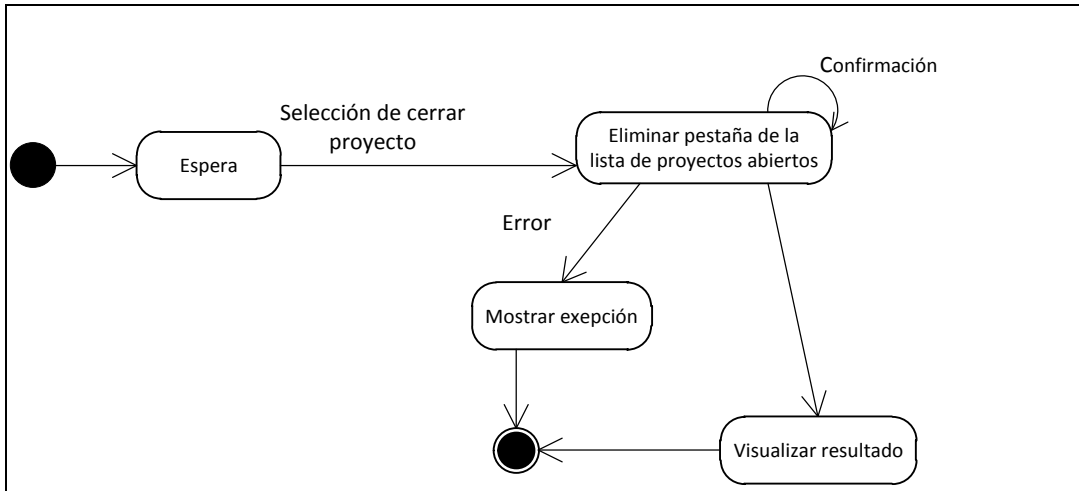 Confirmación
Selección de cerrar
proyecto
Eliminar pestaña de la
lista de proyectos abiertos
Espera
Error
Mostrar exepción
Visualizar resultado